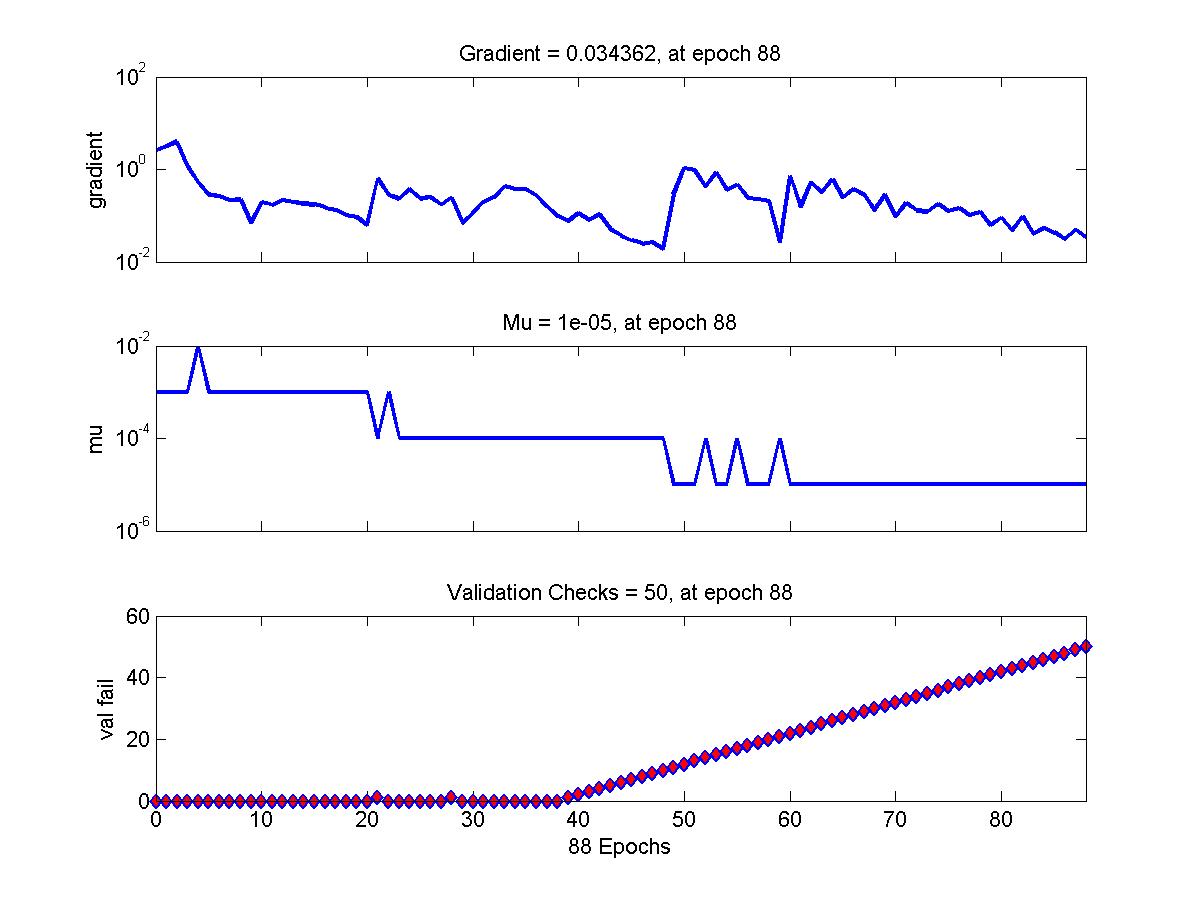 Gradient = 0.034362, at epoch 88
10^2
10^0
10^-2
gradient
Mu = 1e-05, at epoch 88
10^-2
10^-4
10^-6
mu
Validation Checks = 50, at epoch 88
60
40
20
0
val fail
0 10 20 30 40 50 60 70 80
88 Epochs